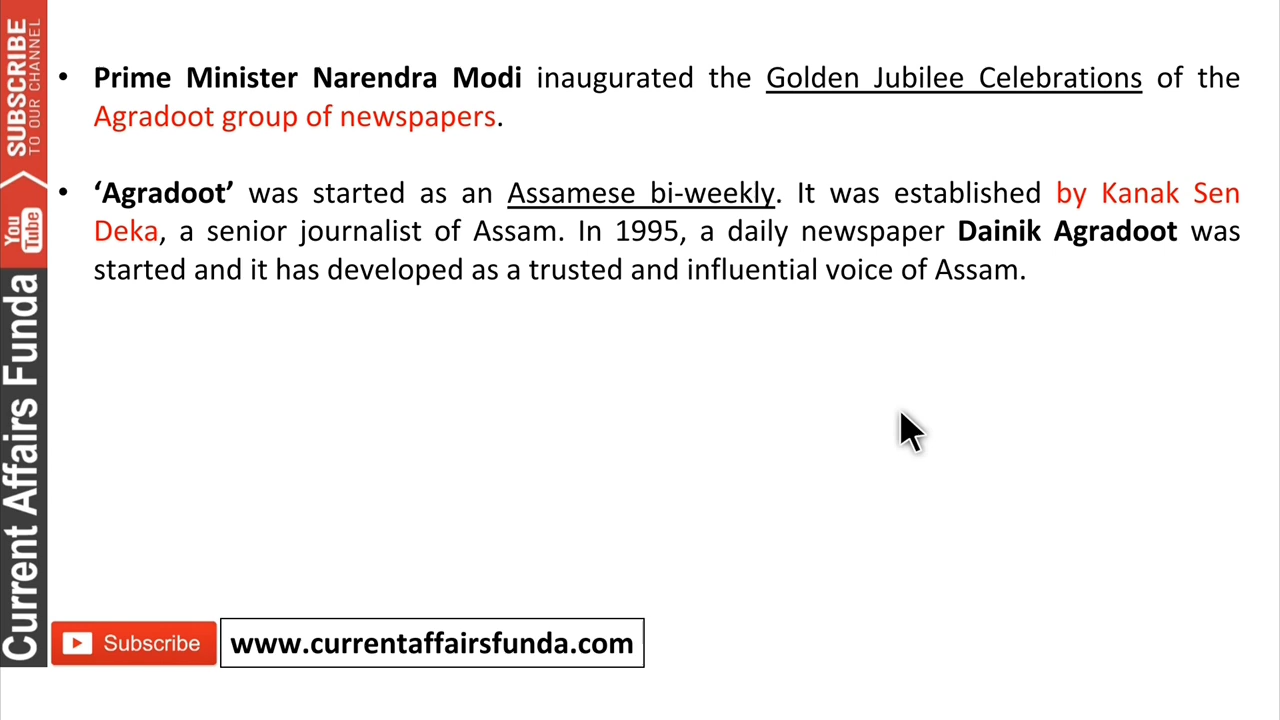 • Prime Minister Narendra Modi inaugurated the Golden Jubilee Celebrations of the
Agradoot group of newspapers.
• ‘Agradoot’ was started as an Assamese bi-weekly. It was established by Kanak Sen
Deka, a senior journalist of Assam. In 1995, a daily newspaper Dainik Agradoot was
started and it has developed as a trusted and influential voice of Assam.
SUBSCRIBE
TO OUR CHANNEL
You
Tube
Current Affairs Funda
Subscribe
www.currentaffairsfunda.com